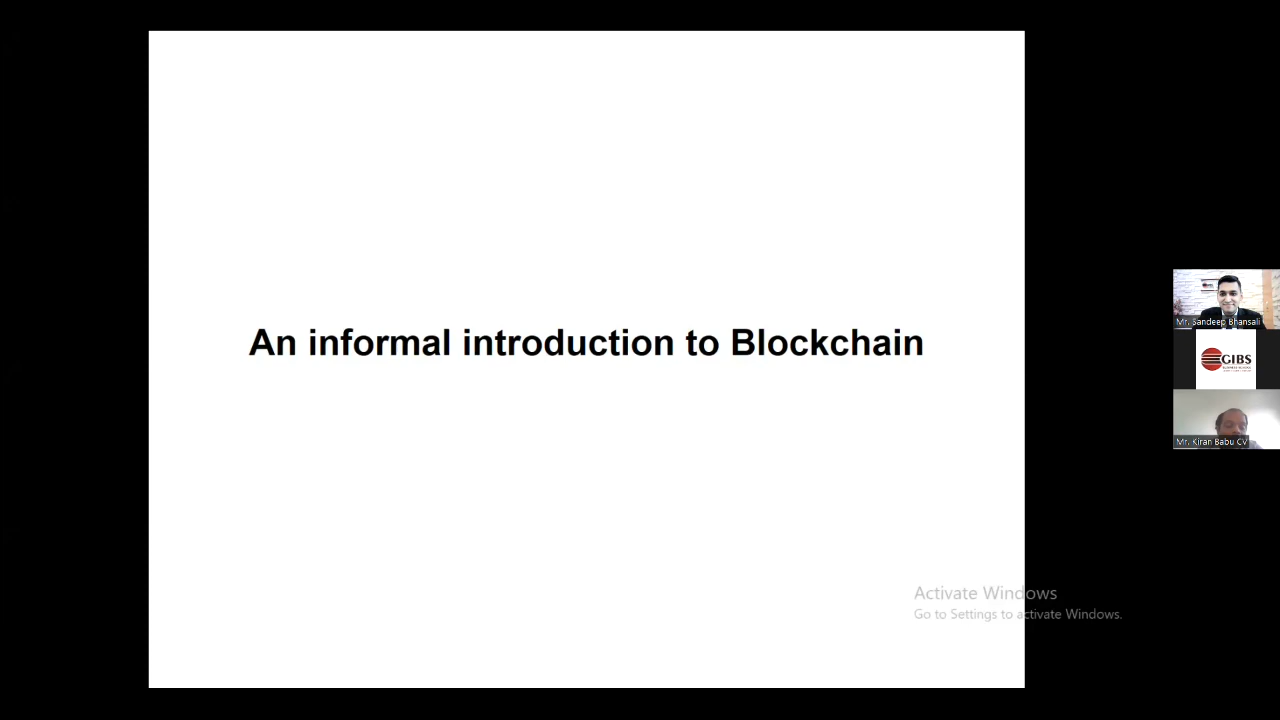 An informal introduction to Blockchain
Mr. Sandeep Bhansali
GIBS
Mr. Kiran Babu CV
Activate Windows
Go to Settings to activate Windows.